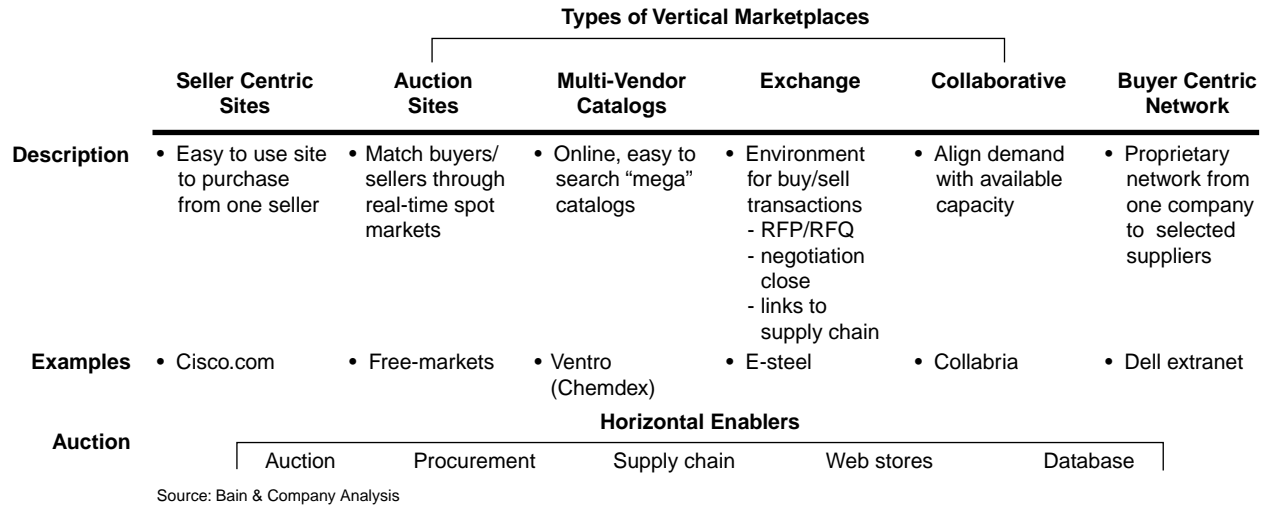 Types of Vertical Marketplaces
Seller Centric Sites
Auction Sites
Multi-Vendor Catalogs
Exchange
Collaborative
Buyer Centric Network
Description
• Easy to use site
to purchase
from one seller
• Match buyers/
sellers through
real-time spot
markets
• Online, easy to
search “mega”
catalogs
• Environment
for buy/sell
transactions
- RFP/RFQ
- negotiation
close
- links to
supply chain
• Align demand
with available
capacity
• Proprietary
network from
one company
to selected
suppliers
Examples
• Cisco.com
• Free-markets
• Ventro
(Chemdex)
• E-steel
• Collabria
• Dell extranet
Horizontal Enablers
Auction
Auction Procurement Supply chain Web stores Database
Source: Bain & Company Analysis